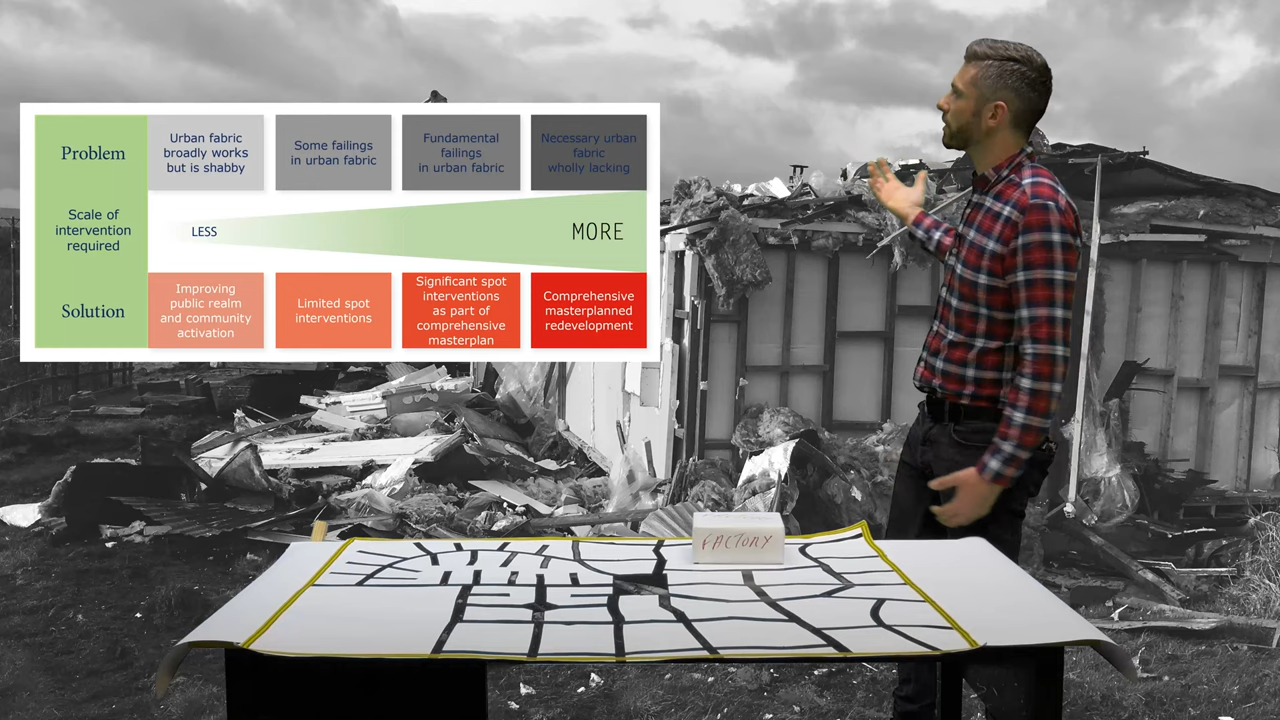 Problem
Urban fabric
broadly works
but is shabby
Some failings
in urban fabric
Fundamental
failings
in urban fabric
Necessary urban
fabric
wholly lacking
Scale of
intervention
required
LESS
MORE
Solution
Improving
public realm
and community
activation
Limited spot
interventions
Significant spot
interventions
as part of
comprehensive
masterplan
Comprehensive
masterplanned
redevelopment
FACTORY